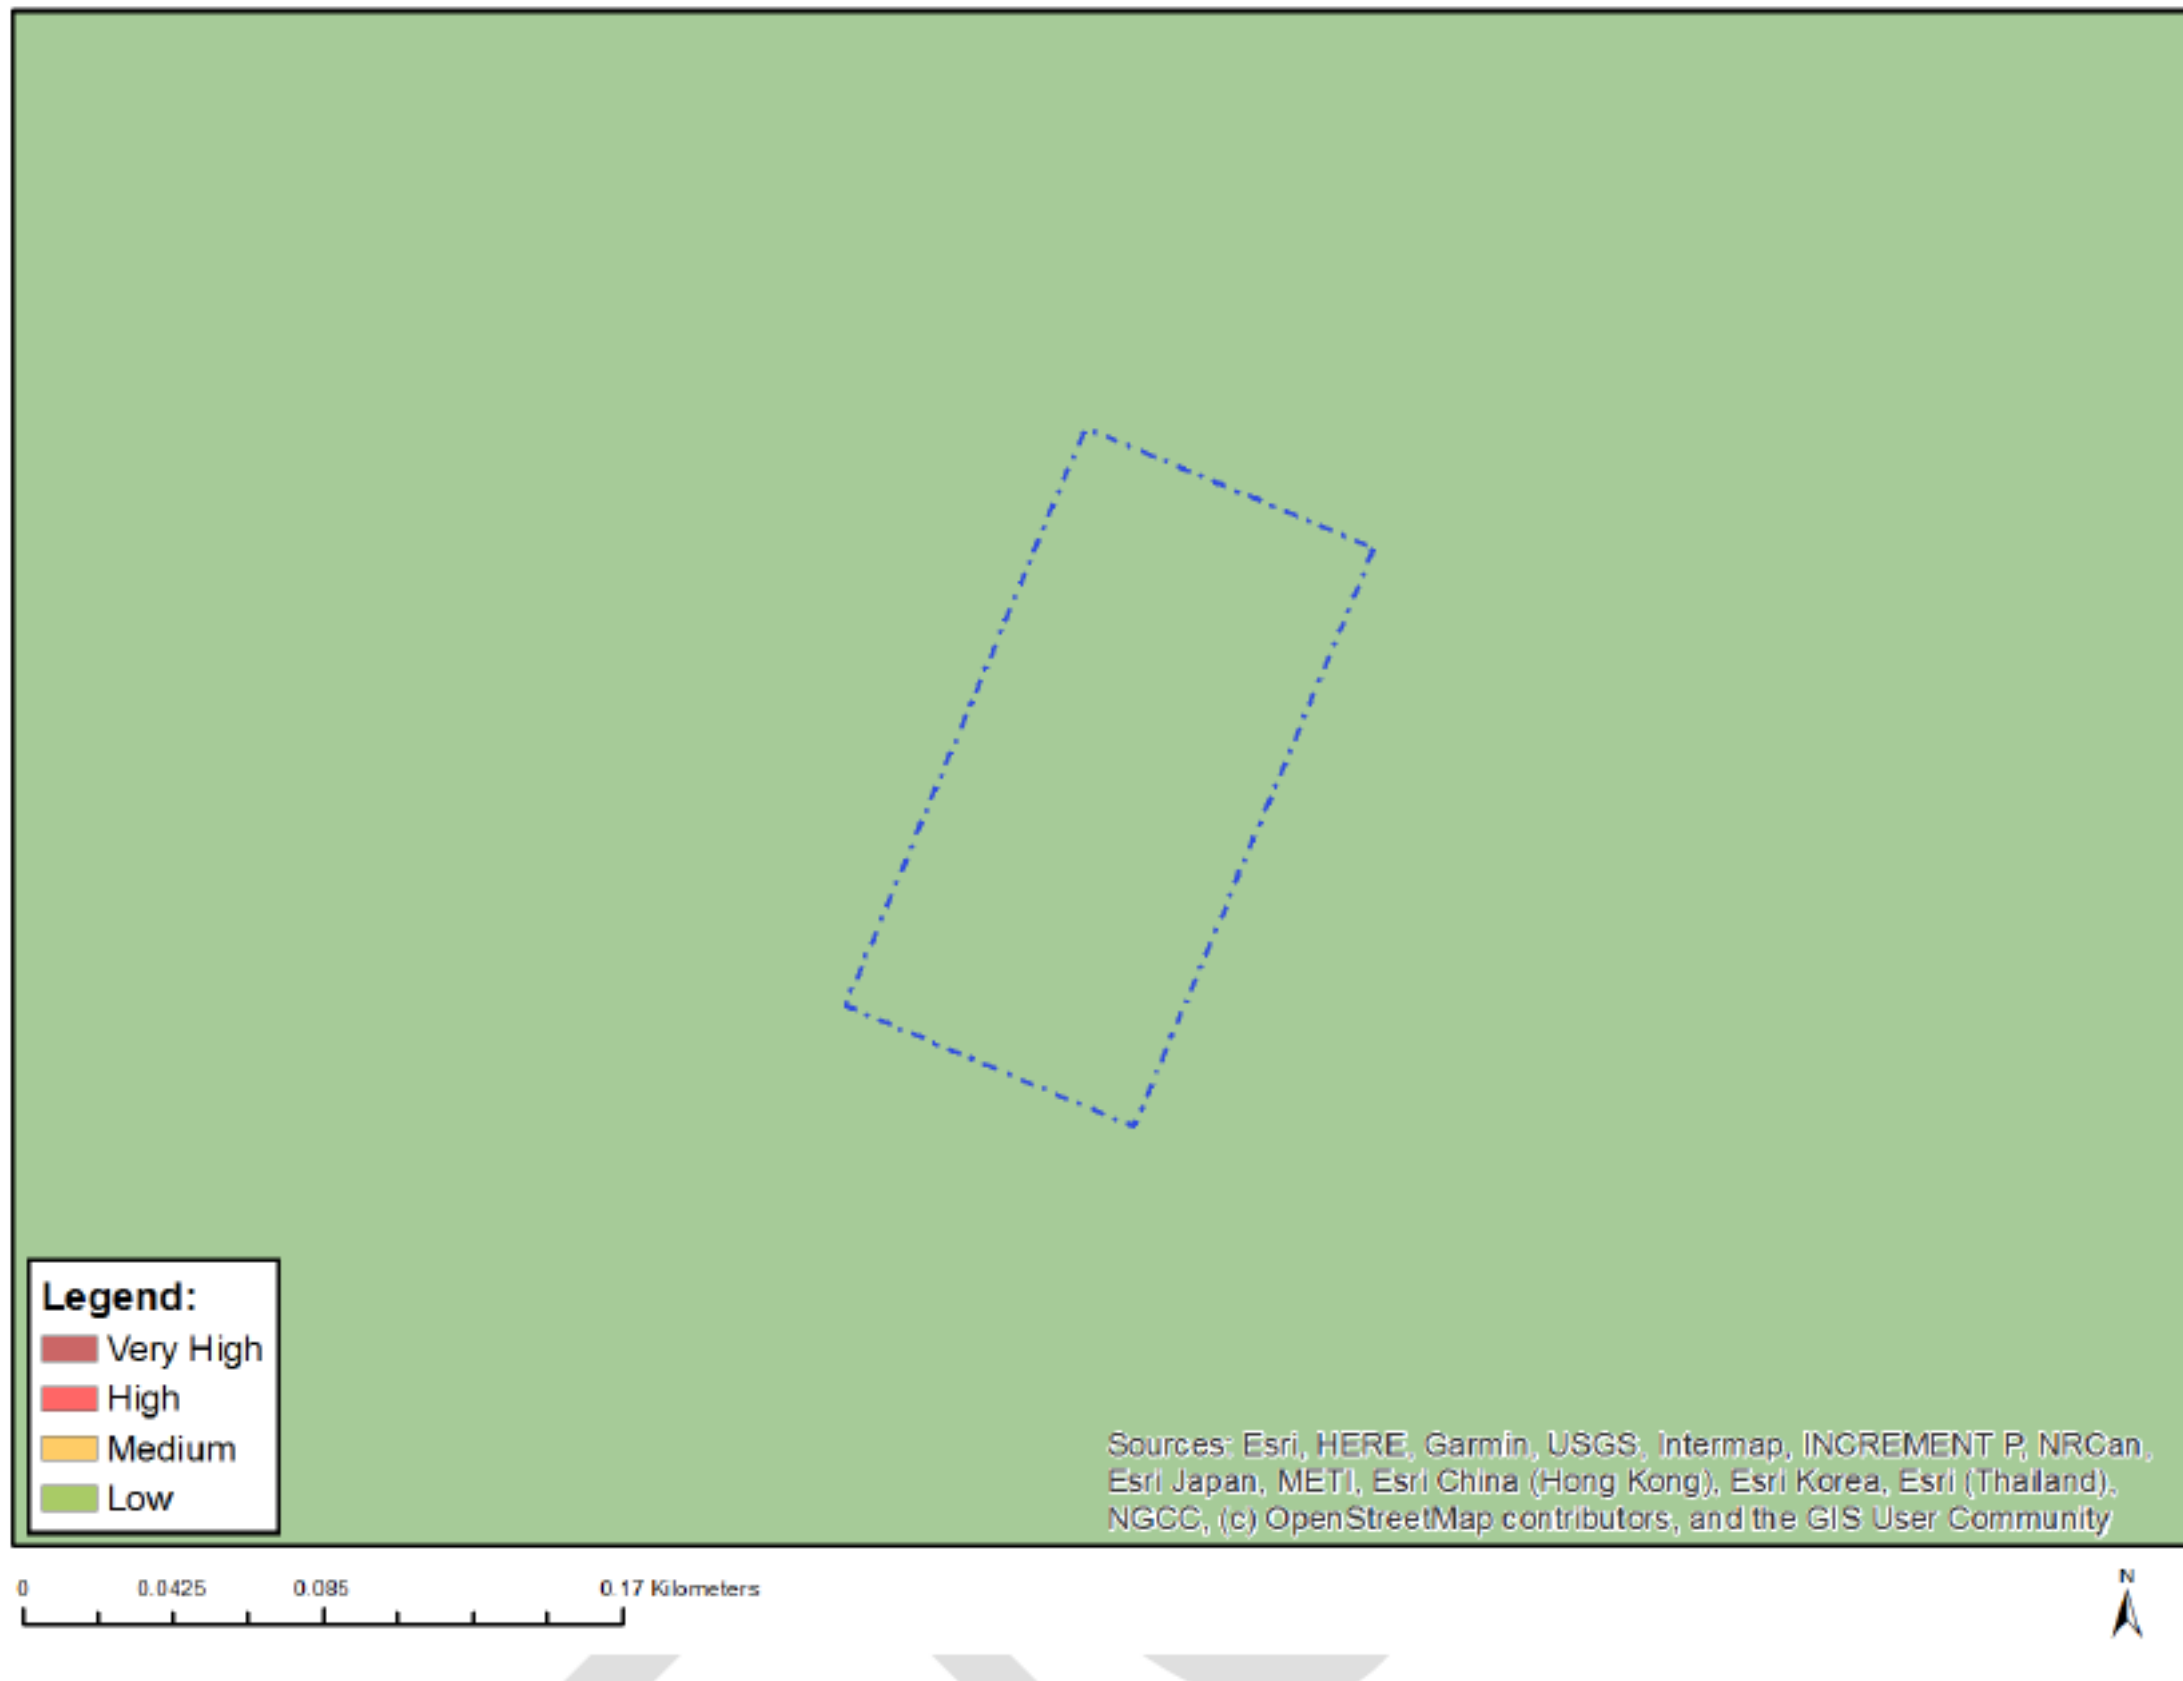 Legend:
Very High
High
Medium
Low
Sources: Esri, HERE, Garmin, USGS, Intermap, INCREMENT P, NRCan,
Esri Japan, METI, Esri China (Hong Kong), Esri Korea, Esri (Thailand),
NGCC, (c) OpenStreetMap contributors, and the GIS User Community
0 0.0425 0.085 0.17 Kilometers
N